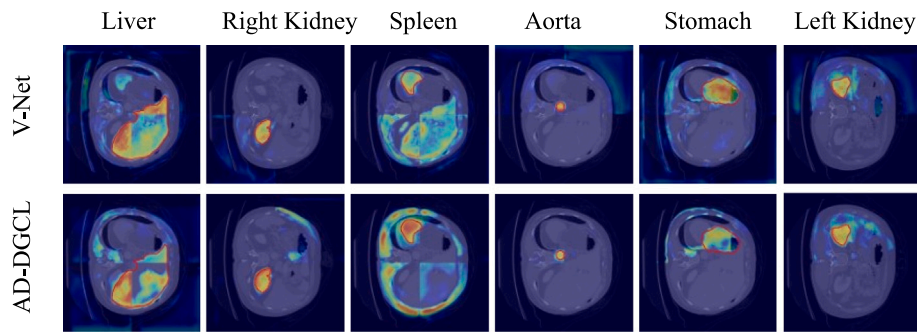 Liver Right Kidney Spleen Aorta Stomach Left Kidney
V-Net
AD-DGCL